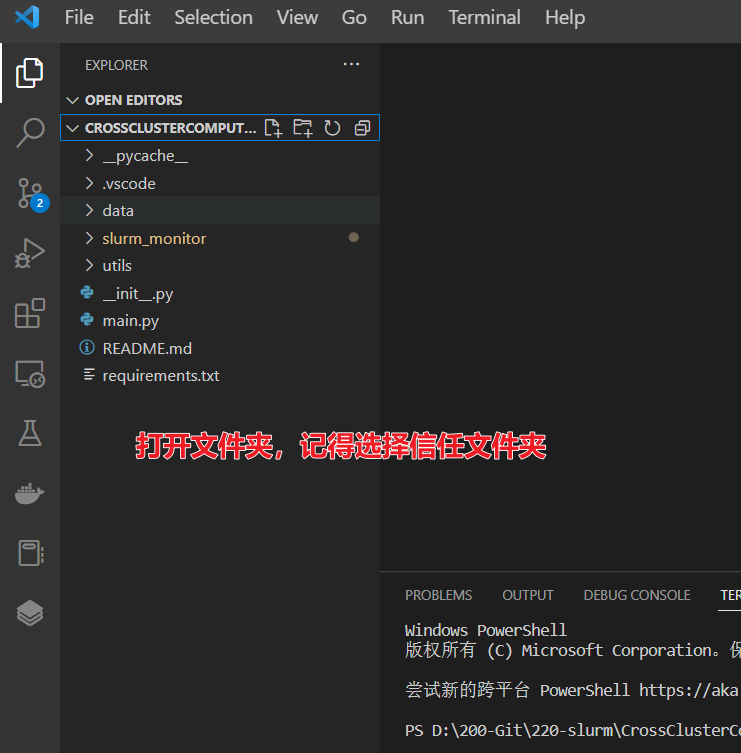 File Edit Selection View Go Run Terminal Help
EXPLORER
OPEN EDITORS
CROSSCLUSTERCOMPUT...
__pycache__
.vscode
data
slurm_monitor
utils
__init__.py
main.py
README.md
requirements.txt
2
打开文件夹，记得选择信任文件夹
PROBLEMS OUTPUT DEBUG CONSOLE TER
Windows PowerShell
版权所有 (C) Microsoft Corporation。保
尝试新的跨平台 PowerShell https://aka
PS D:\200-Git\220-slurm\CrossClusterCo